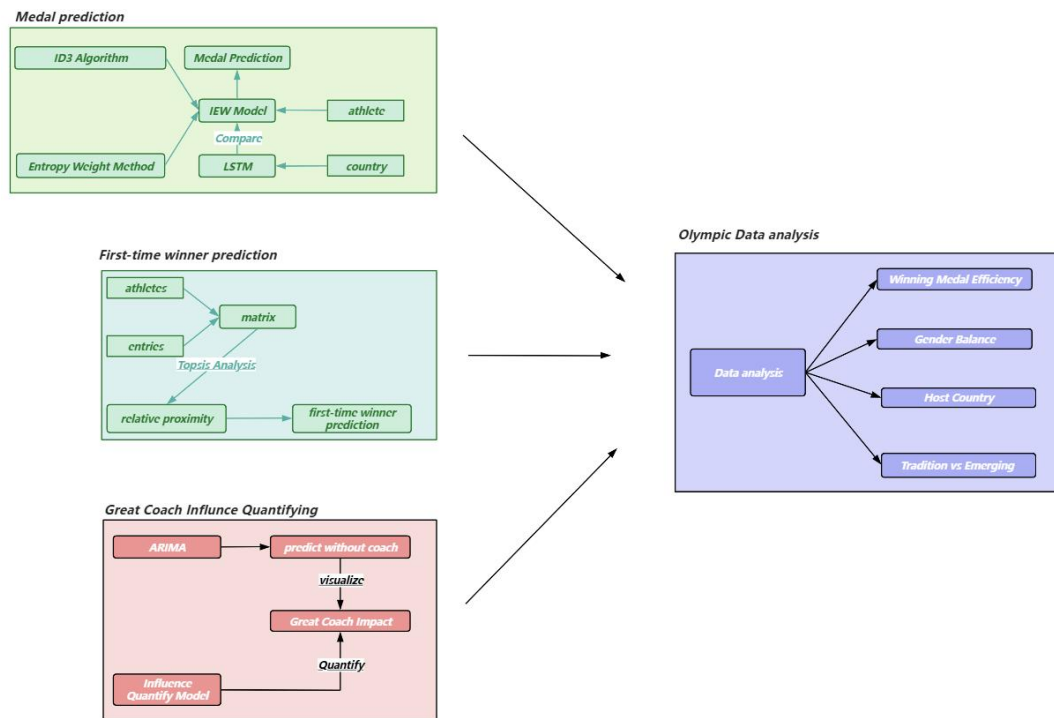 Medal prediction
ID3 Algorithm
Medal Prediction
IEW Model
athlete
Compare
Entropy Weight Method
LSTM
country
First-time winner prediction
athletes
matrix
entries
Topsis Analysis
relative proximity
first-time winner
prediction
Great Coach Influnce Quantifying
ARIMA
predict without coach
visualize
Great Coach Impact
Quantify
Influence
Quantify Model
Olympic Data analysis
Winning Medal Efficiency
Gender Balance
Data analysis
Host Country
Tradition vs Emerging